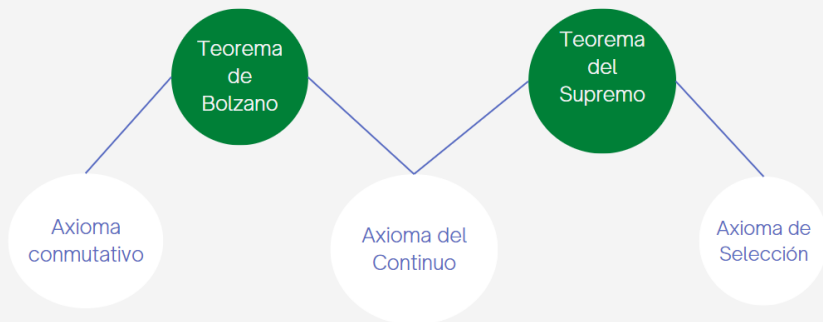 Teorema
de
Bolzano
Teorema
del
Supremo
Axioma
conmutativo
Axioma del
Continuo
Axioma de
Selección